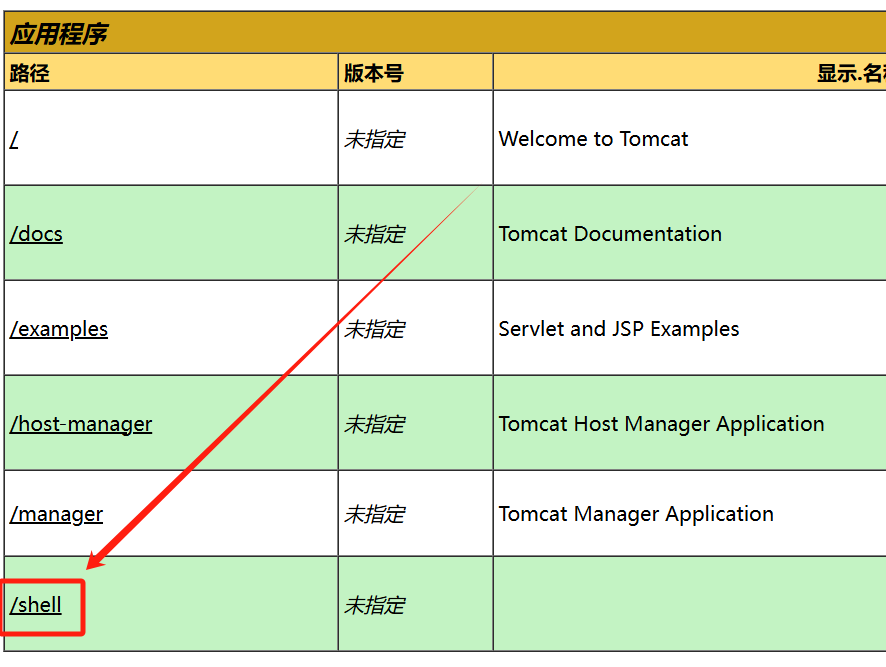 应用程序
路径 版本号 显示.名
/ 未指定 Welcome to Tomcat
/docs 未指定 Tomcat Documentation
/examples 未指定 Servlet and JSP Examples
/host-manager 未指定 Tomcat Host Manager Application
/manager 未指定 Tomcat Manager Application
/shell 未指定